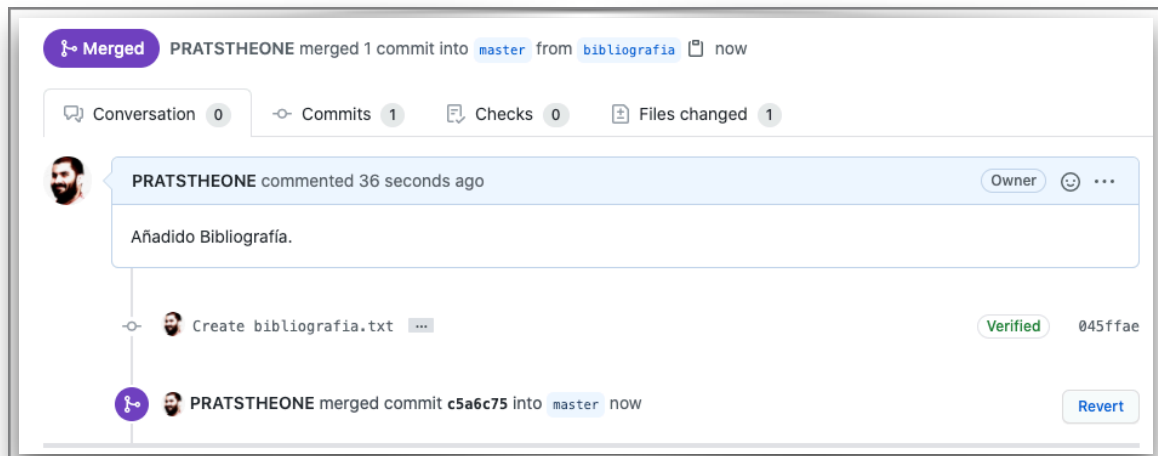 Merged PRATSTHEONE merged 1 commit into master from bibliografia now
Conversation 0 Commits 1 Checks 0 Files changed 1
PRATSTHEONE commented 36 seconds ago Owner
Añadido Bibliografía.
Create bibliografia.txt ... Verified 045ffae
PRATSTHEONE merged commit c5a6c75 into master now Revert